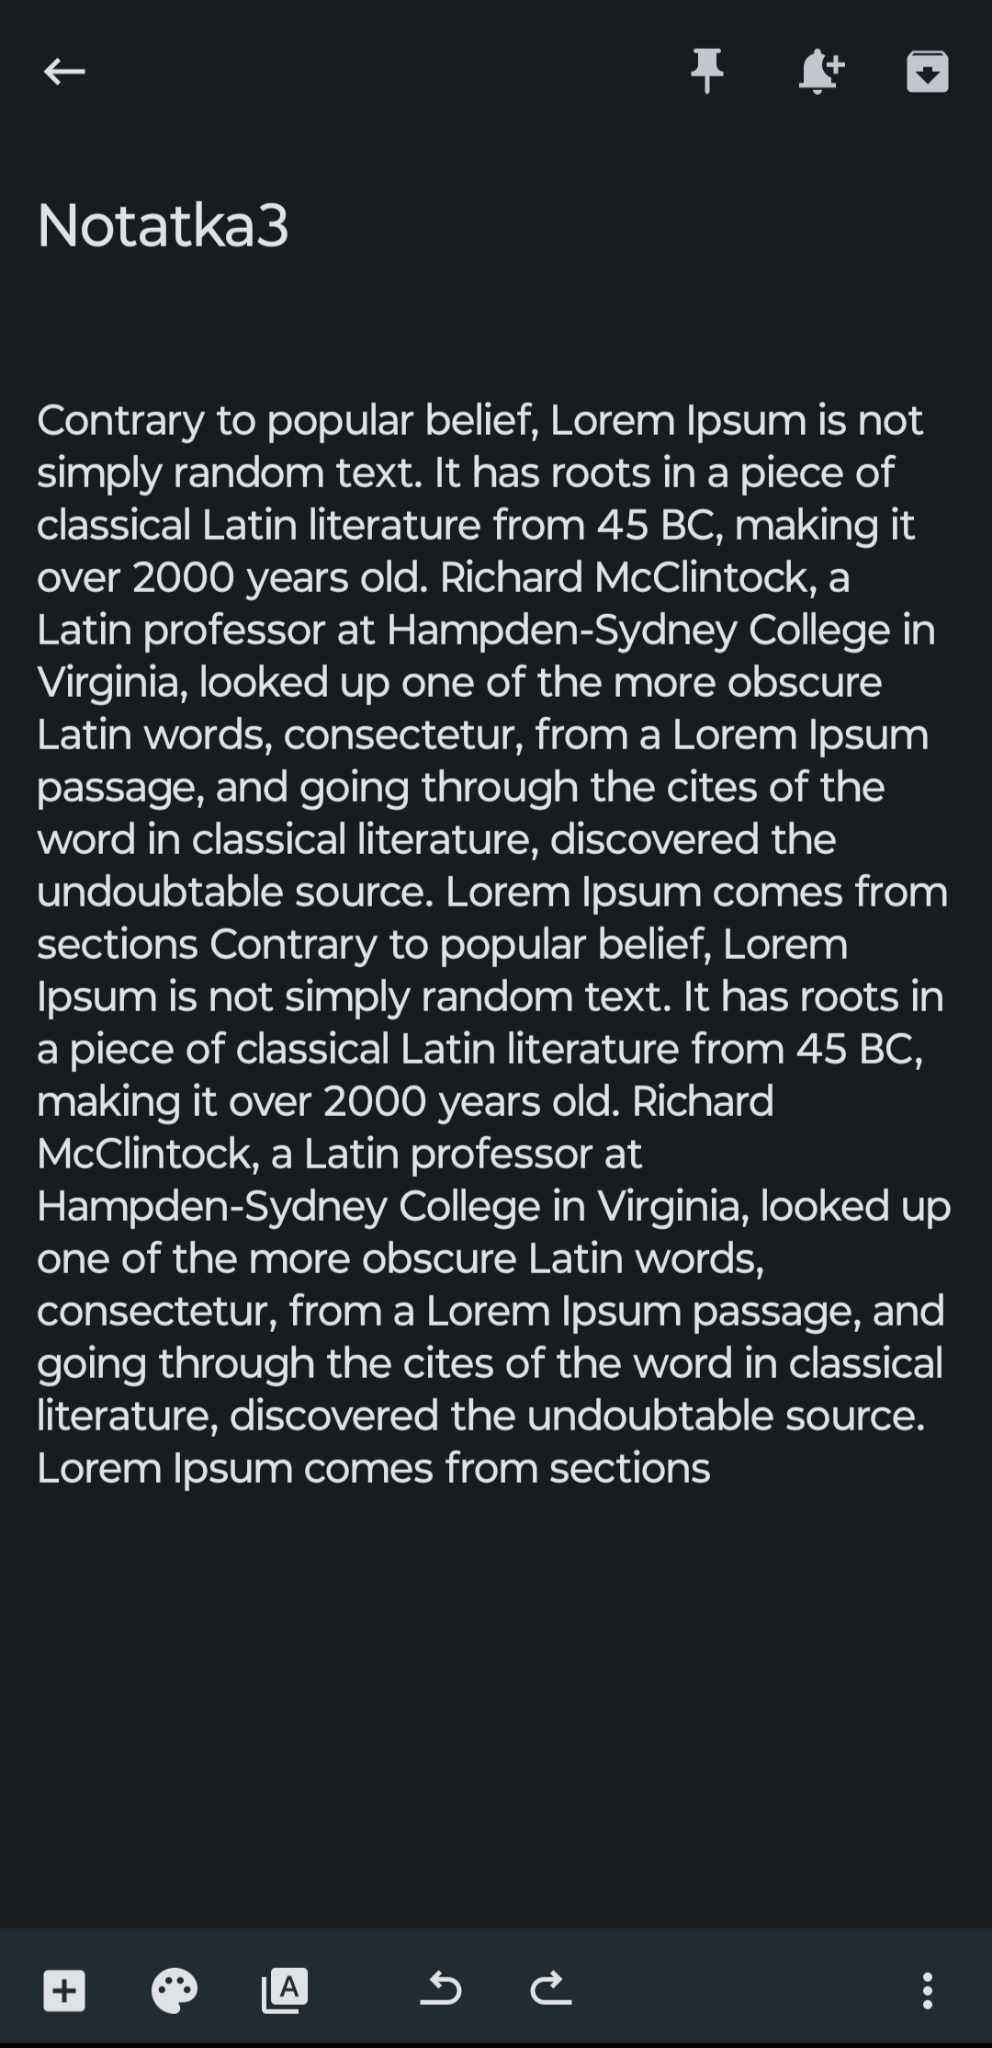 Notatka3
Contrary to popular belief, Lorem Ipsum is not
simply random text. It has roots in a piece of
classical Latin literature from 45 BC, making it
over 2000 years old. Richard McClintock, a
Latin professor at Hampden-Sydney College in
Virginia, looked up one of the more obscure
Latin words, consectetur, from a Lorem Ipsum
passage, and going through the cites of the
word in classical literature, discovered the
undoubtable source. Lorem Ipsum comes from
sections Contrary to popular belief, Lorem
Ipsum is not simply random text. It has roots in
a piece of classical Latin literature from 45 BC,
making it over 2000 years old. Richard
McClintock, a Latin professor at
Hampden-Sydney College in Virginia, looked up
one of the more obscure Latin words,
consectetur, from a Lorem Ipsum passage, and
going through the cites of the word in classical
literature, discovered the undoubtable source.
Lorem Ipsum comes from sections
A